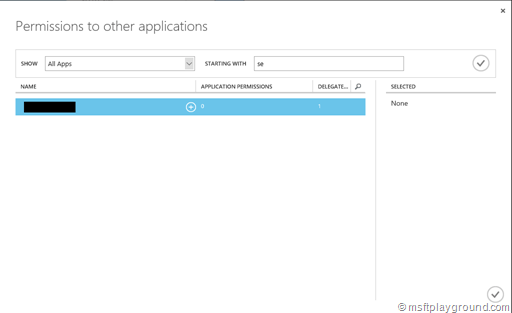 ×
Permissions to other applications
SHOW All Apps STARTING WITH se
NAME APPLICATION PERMISSIONS DELEGATE... SELECTED
0 1 None
© msftplayground.com